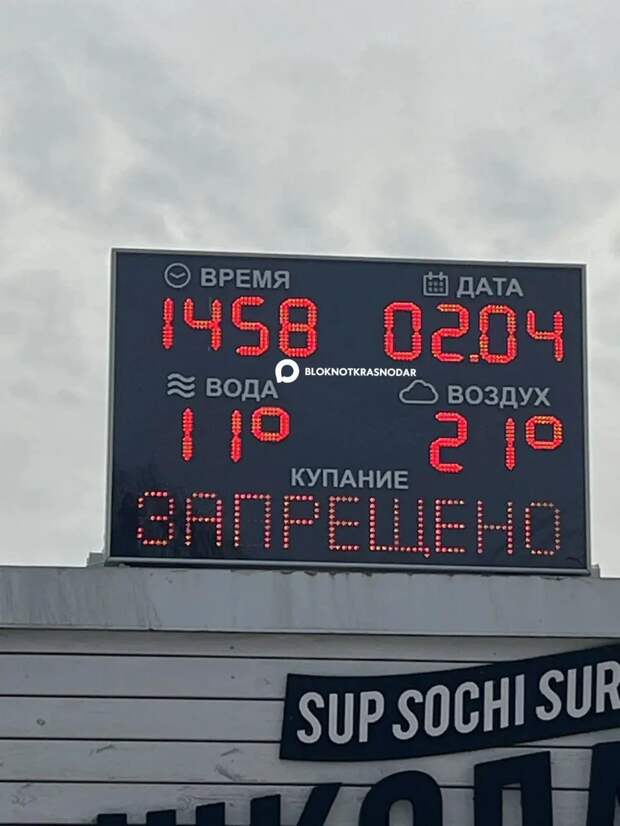 ВРЕМЯ ДАТА
1458 02.04
BLOKNOTKRASNODAR
ВОДА ВОЗДУХ
11° 21°
КУПАНИЕ
ЗАПРЕЩЕНО
SUP SOCHI SUR